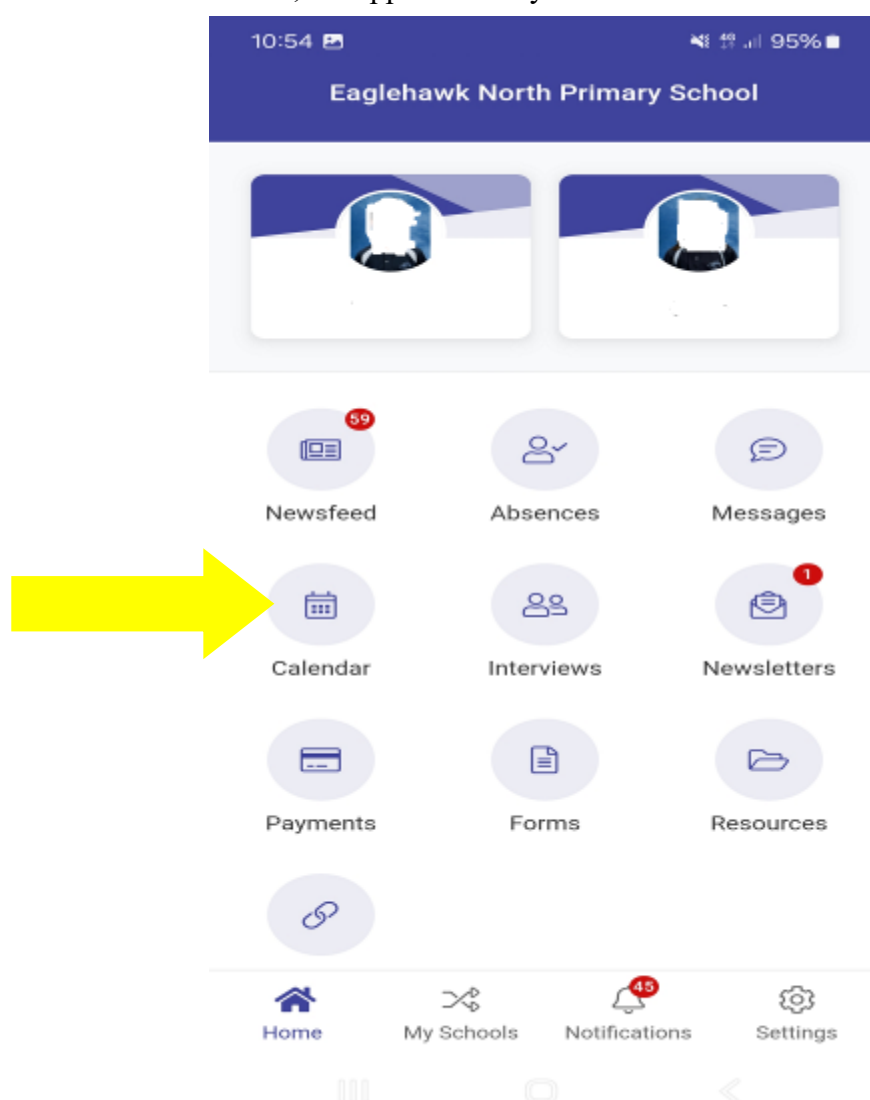 10:54 95%
Eaglehawk North Primary School
59
Newsfeed Absences Messages
1
Calendar Interviews Newsletters
Payments Forms Resources
45
Home My Schools Notifications Settings